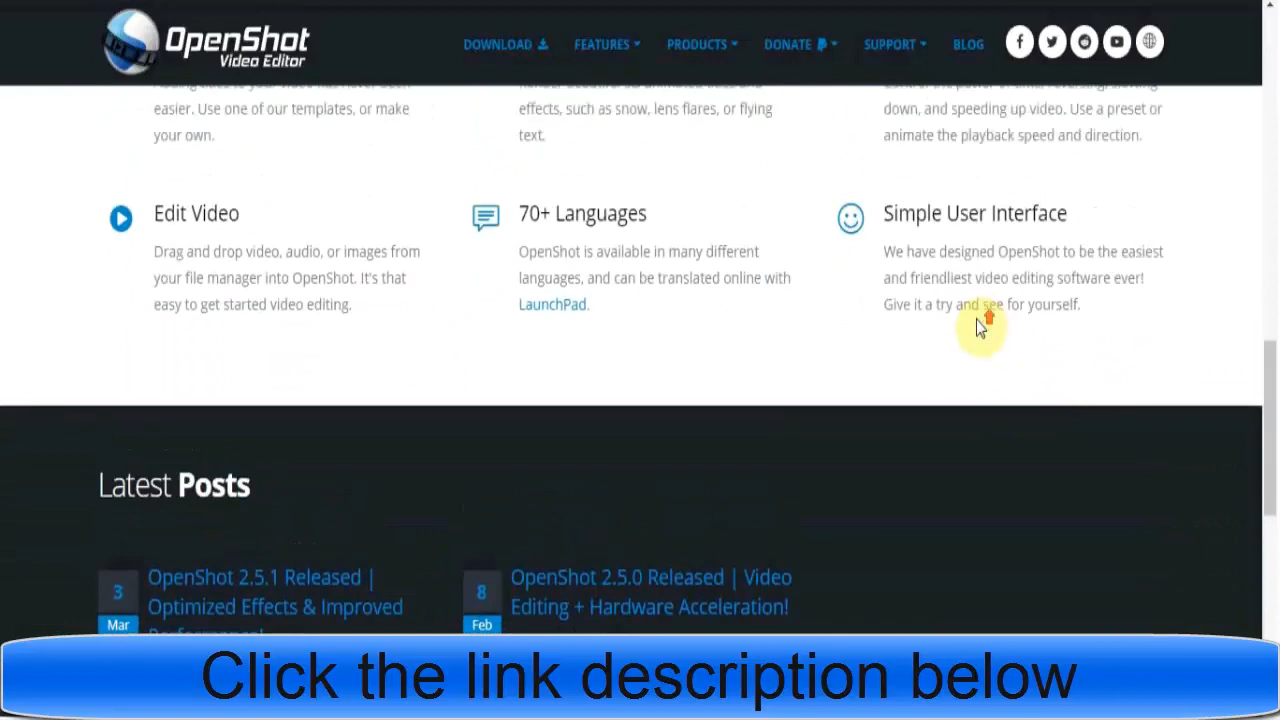 OpenShot
Video Editor
DOWNLOAD
FEATURES
PRODUCTS
DONATE
SUPPORT
BLOG
easier. Use one of our templates, or make
your own.
effects, such as snow, lens flares, or flying
text.
down, and speeding up video. Use a preset or
animate the playback speed and direction.
Edit Video
Drag and drop video, audio, or images from
your file manager into OpenShot. It's that
easy to get started video editing.
70+ Languages
OpenShot is available in many different
languages, and can be translated online with
LaunchPad.
Simple User Interface
We have designed OpenShot to be the easiest
and friendliest video editing software ever!
Give it a try and see for yourself.
Latest Posts
3
Mar
OpenShot 2.5.1 Released |
Optimized Effects & Improved
8
Feb
OpenShot 2.5.0 Released | Video
Editing + Hardware Acceleration!
Click the link description below